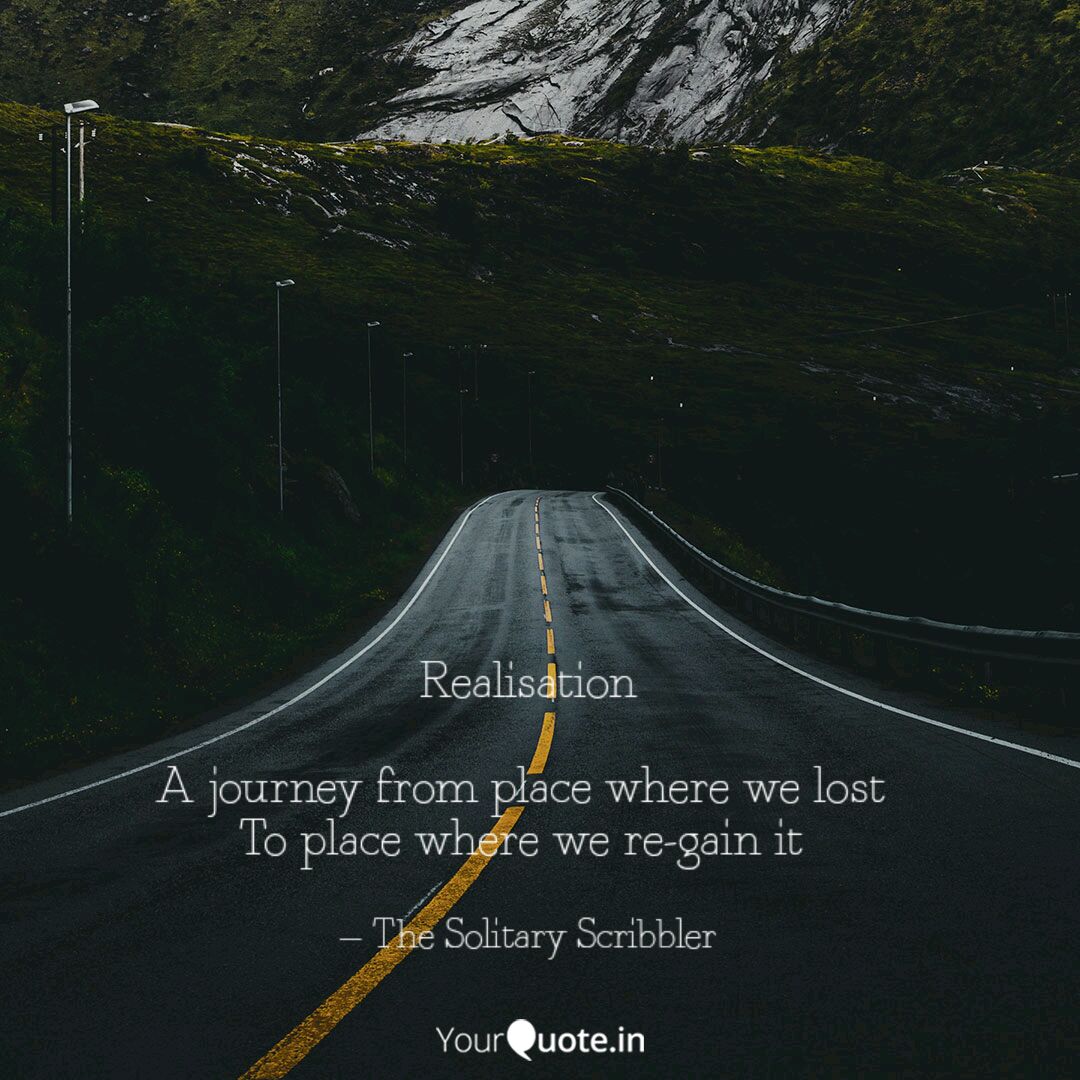 Realisation
A journey from place where we lost
To place where we re-gain it
– The Solitary Scribbler
YourQuote.in